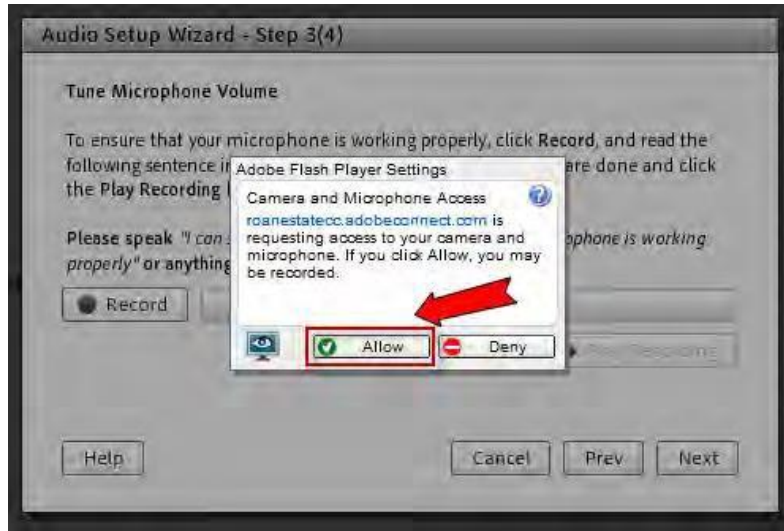 Audio Setup Wizard - Step 3(4)
Tune Microphone Volume
To ensure that your microphone is working properly, click Record, and read the
following sentence are done and click
the Play Recording
Please speak "I can ophone is working
properly" or anything
Adobe Flash Player Settings
Camera and Microphone Access
roanestatecc.adobeconnect.com is
requesting access to your camera and
microphone. If you click Allow, you may
be recorded.
Allow
Deny
Record
Help
Cancel
Prev
Next